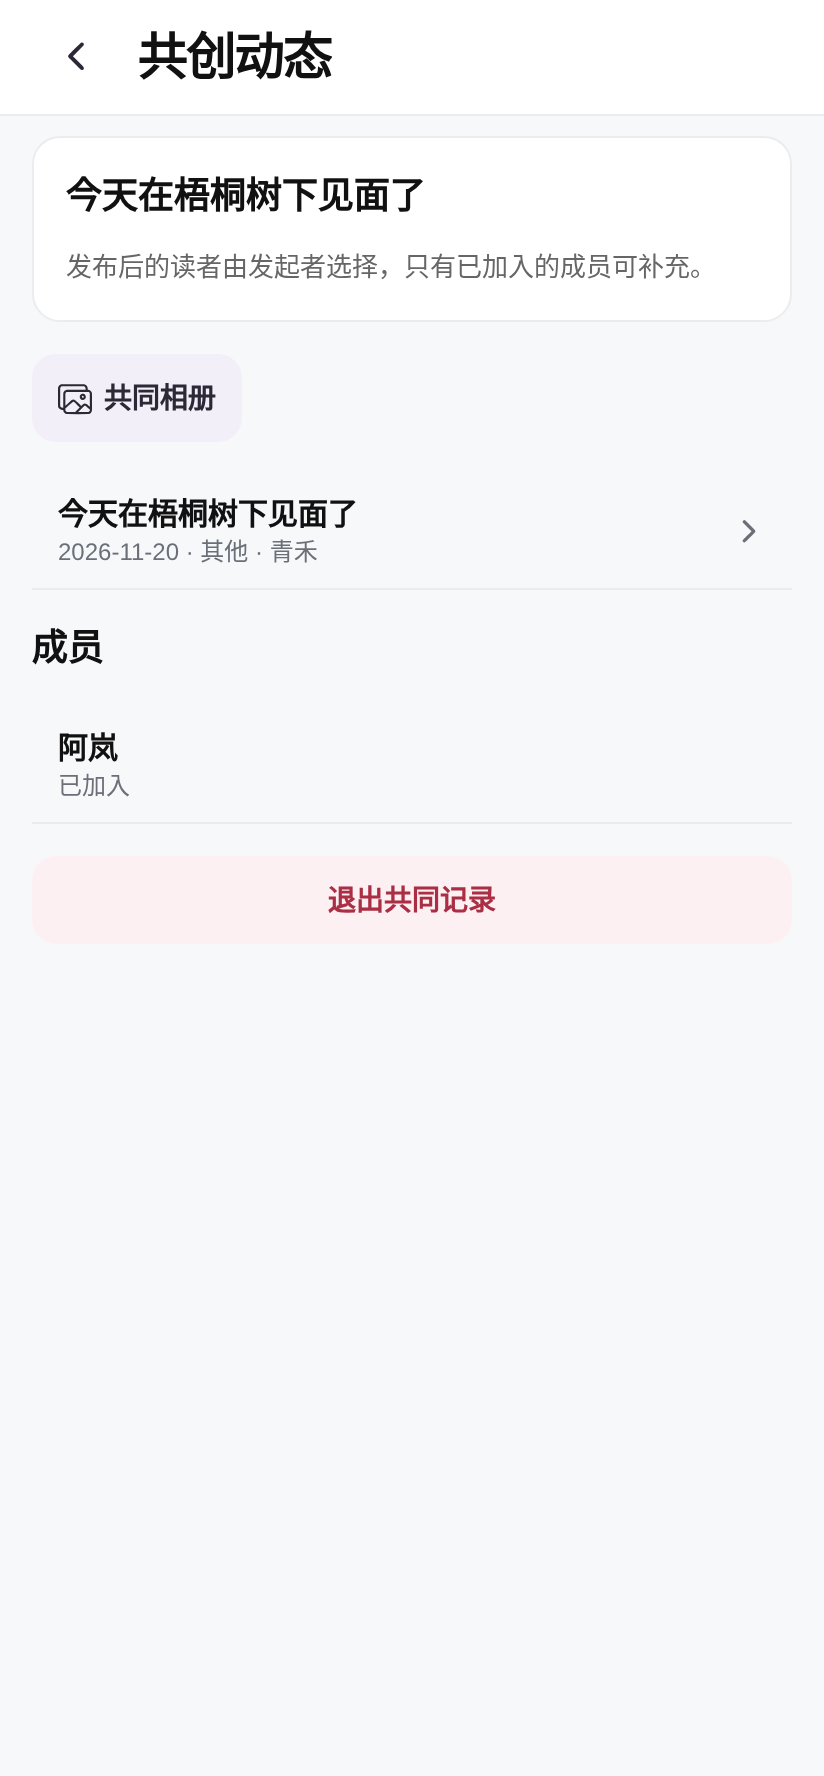 共创动态
今天在梧桐树下见面了
发布后的读者由发起者选择，只有已加入的成员可补充。
共同相册
今天在梧桐树下见面了
2026-11-20 · 其他 · 青禾
成员
阿岚
已加入
退出共同记录